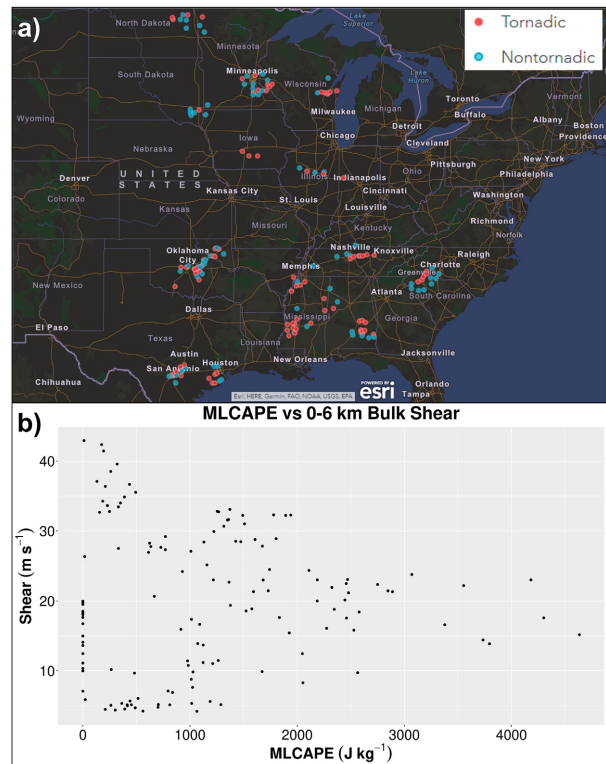 a)
Tornadic
Nontornadic
Lake
Superior
North Dakota
Minnesota
Minneapolis
Wisconsin
Lake
Huron
Vermont
South Dakota
Toronto
Michigan
Buffalo
Albany
Boston
Milwaukee
Detroit
Providence
Wyoming
Iowa
Chicago
Cleveland
Nebraska
New York
Pittsburgh
Illinois
Indianapolis
Ohio
Philadelphia
UNITED
STATES
Denver
Kansas City
Cincinnati
Washington
Colorado
St. Louis
Louisville
Kansas
Richmond
Missouri
Kentucky
Norfolk
Nashville
Knoxville
Raleigh
Oklahoma
City
Memphis
Charlotte
Greenville
New Mexico
Atlanta
South Carolina
Dallas
Mississippi
Georgia
El Paso
Texas
Louisiana
Austin
Jacksonville
San Antonio
Houston
New Orleans
Chihuahua
Orlando
Tampa
POWERED BY
esri
Esri, HERE, Garmin, FAO, NOAA, USGS, EPA
b)
MLCAPE vs 0-6 km Bulk Shear
Shear (m s⁻¹)
40
30
20
10
0
1000
2000
3000
4000
MLCAPE (J kg⁻¹)